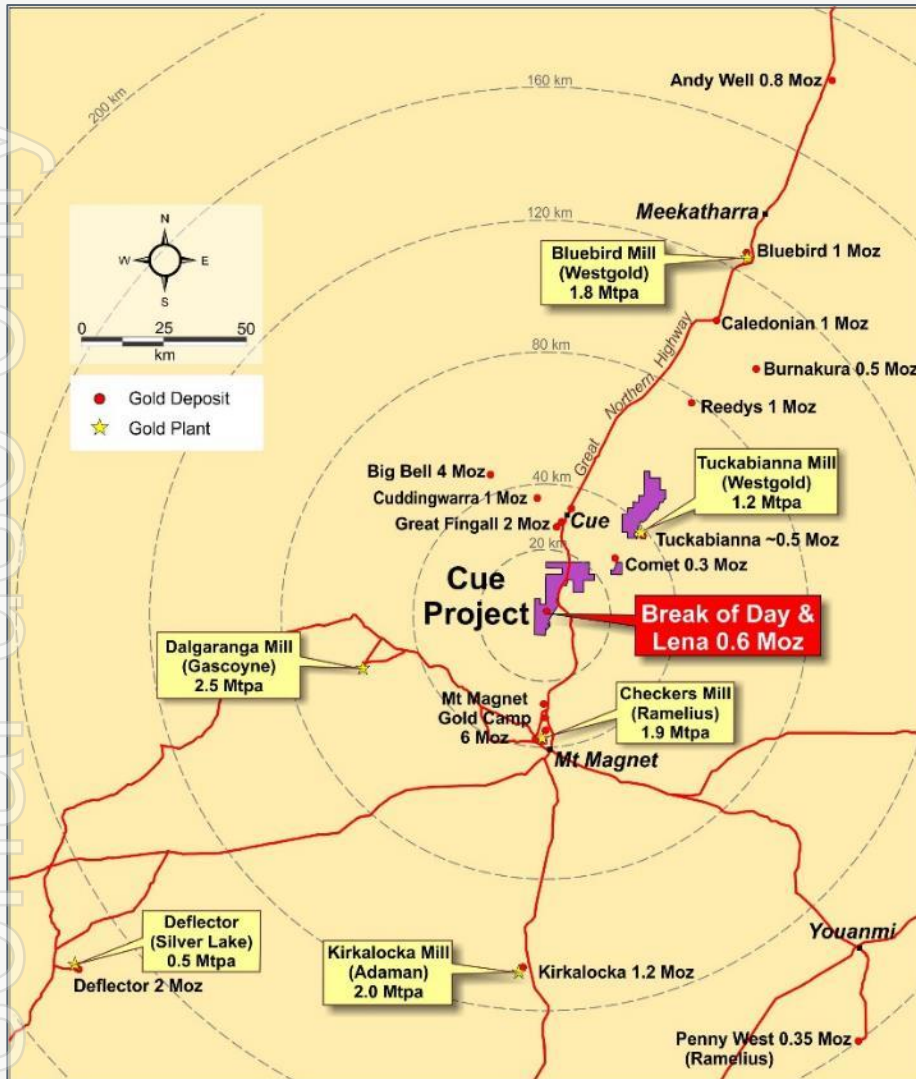 200 km
160 km
Andy Well 0.8 Moz
Meekatharra
120 km
N
W E
S
Bluebird Mill
(Westgold)
1.8 Mtpa
Bluebird 1 Moz
0 25 50
km
Caledonian 1 Moz
80 km
Burnakura 0.5 Moz
Great Northern Highway
Reedys 1 Moz
Gold Deposit
Gold Plant
Tuckabianna Mill
(Westgold)
1.2 Mtpa
Big Bell 4 Moz
40 km
Cuddingwarra 1 Moz
Great Fingall 2 Moz
Cue
Tuckabianna ~0.5 Moz
20 km
Comet 0.3 Moz
Cue
Project
Break of Day &
Lena 0.6 Moz
Dalgaranga Mill
(Gascoyne)
2.5 Mtpa
Mt Magnet
Gold Camp
6 Moz
Checkers Mill
(Ramelius)
1.9 Mtpa
Mt Magnet
Deflector
(Silver Lake)
0.5 Mtpa
Deflector 2 Moz
Kirkalocka Mill
(Adaman)
2.0 Mtpa
Kirkalocka 1.2 Moz
Youanmi
Penny West 0.35 Moz
(Ramelius)